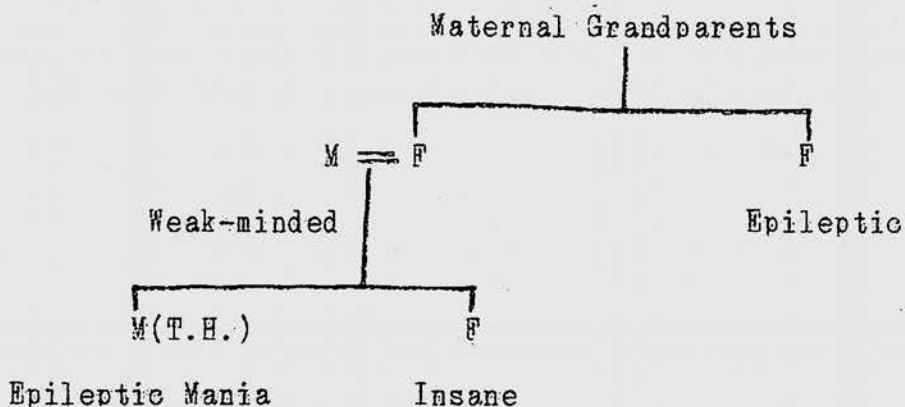 Maternal Grandparents
M = F F
Weak-minded Epileptic
M(T.H.) F
Epileptic Mania Insane